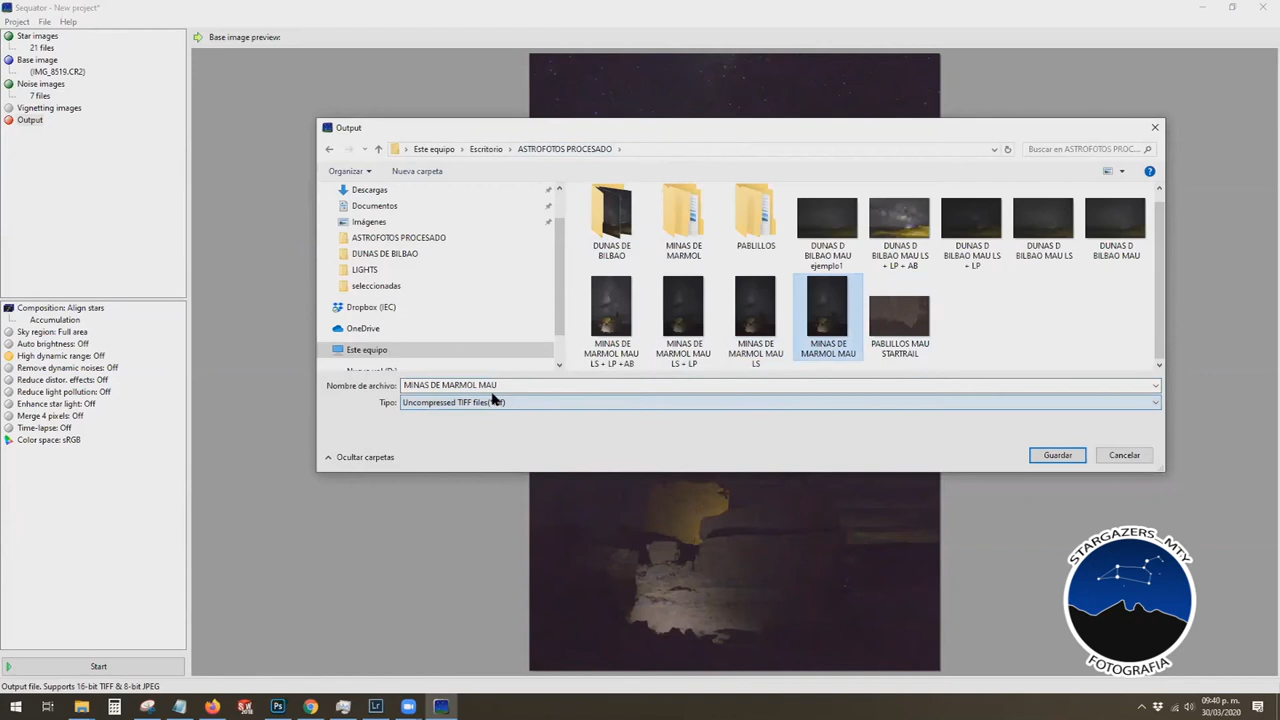 Sequator - New project*
Project File Help
Star images
21 files
Base image
(IMG_8519.CR2)
Noise images
7 files
Vignetting images
Output
Base image preview:
Output
Este equipo > Escritorio > ASTROFOTOS PROCESADO >
Buscar en ASTROFOTOS PROC...
Organizar
Nueva carpeta
Descargas
Documentos
Imágenes
ASTROFOTOS PROCESADO
DUNAS DE BILBAO
LIGHTS
seleccionadas
Dropbox (IEC)
OneDrive
Este equipo
DUNAS DE
BILBAO
MINAS DE
MARMOL
PABLILLOS
DUNAS D
BILBAO MAU
ejemplo1
DUNAS D
BILBAO MAU LS
+ LP + AB
DUNAS D
BILBAO MAU LS
+ LP
DUNAS D
BILBAO MAU LS
DUNAS D
BILBAO MAU
MINAS DE
MARMOL MAU
LS + LP +AB
MINAS DE
MARMOL MAU
LS + LP
MINAS DE
MARMOL MAU
LS
MINAS DE
MARMOL MAU
PABLILLOS MAU
STARTRAIL
Nombre de archivo: MINAS DE MARMOL MAU
Tipo: Uncompressed TIFF files
Ocultar carpetas
Guardar
Cancelar
Composition: Align stars
Accumulation
Sky region: Full area
Auto brightness: Off
High dynamic range: Off
Remove dynamic noises: Off
Reduce distor. effects: Off
Reduce light pollution: Off
Enhance star light: Off
Merge 4 pixels: Off
Time-lapse: Off
Color space: sRGB
Start
Output file. Supports 16-bit TIFF & 8-bit JPEG
STARGAZERS_MTY
FOTOGRAFIA
Ps
Lr
09:40 p. m.
30/03/2020